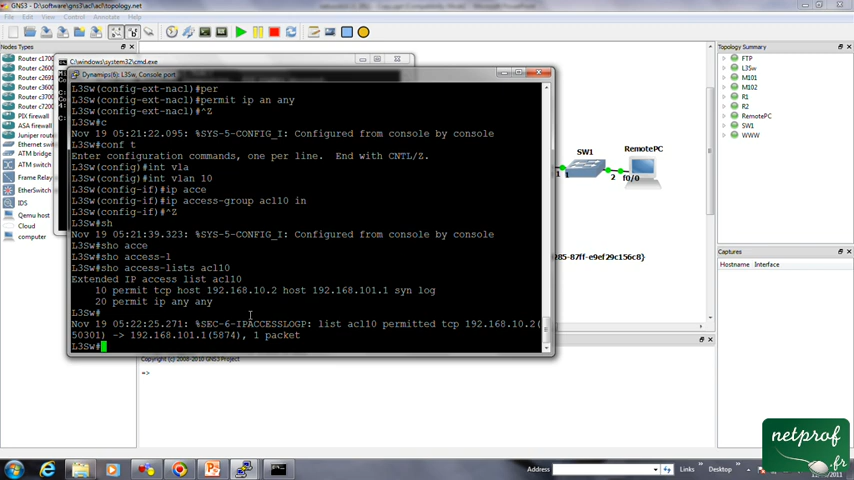 GNS3 — D:\software\gns3\acl\acl\topology.net
File Edit View Control Annotate Help
Nodes Types
Topology Summary
Router c1700
Router c2600
Router c2691
Router c3600
Router c3700
Router c7200
PIX firewall
ASA firewall
Juniper router
Ethernet switch
ATM bridge
ATM switch
Frame Relay
EtherSwitch
IDS
Qemu host
Cloud
computer
C:\windows\system32\cmd.exe
Dynamips(6): L3Sw, Console port
L3Sw(config-ext-nacl)#per
L3Sw(config-ext-nacl)#permit ip an any
L3Sw(config-ext-nacl)#^Z
L3Sw#c
Nov 19 05:21:22.095: %SYS-5-CONFIG_I: Configured from console by console
L3Sw#conf t
Enter configuration commands, one per line.  End with CNTL/Z.
L3Sw(config)#int vla
L3Sw(config)#int vlan 10
L3Sw(config-if)#ip acce
L3Sw(config-if)#ip access-group acl10 in
L3Sw(config-if)#^Z
L3Sw#sh
Nov 19 05:21:39.323: %SYS-5-CONFIG_I: Configured from console by console
L3Sw#sho acce
L3Sw#sho access-l
L3Sw#sho access-lists acl10
Extended IP access list acl10
10 permit tcp host 192.168.10.2 host 192.168.101.1 syn log
20 permit ip any any
L3Sw#
Nov 19 05:22:25.271: %SEC-6-IPACCESSLOGP: list acl10 permitted tcp 192.168.10.2(
50301) -> 192.168.101.1(5874), 1 packet
L3Sw#
SW1
RemotePC
1
2
f0/0
285-87ff-e9ef29c156c8}
FTP
L3Sw
M101
M102
R1
R2
RemotePC
SW1
WWW
Captures
Hostname Interface
Copyright (c) 2008-2010 GNS3 Project
=>
netprof
.fr
Address
Links
Desktop